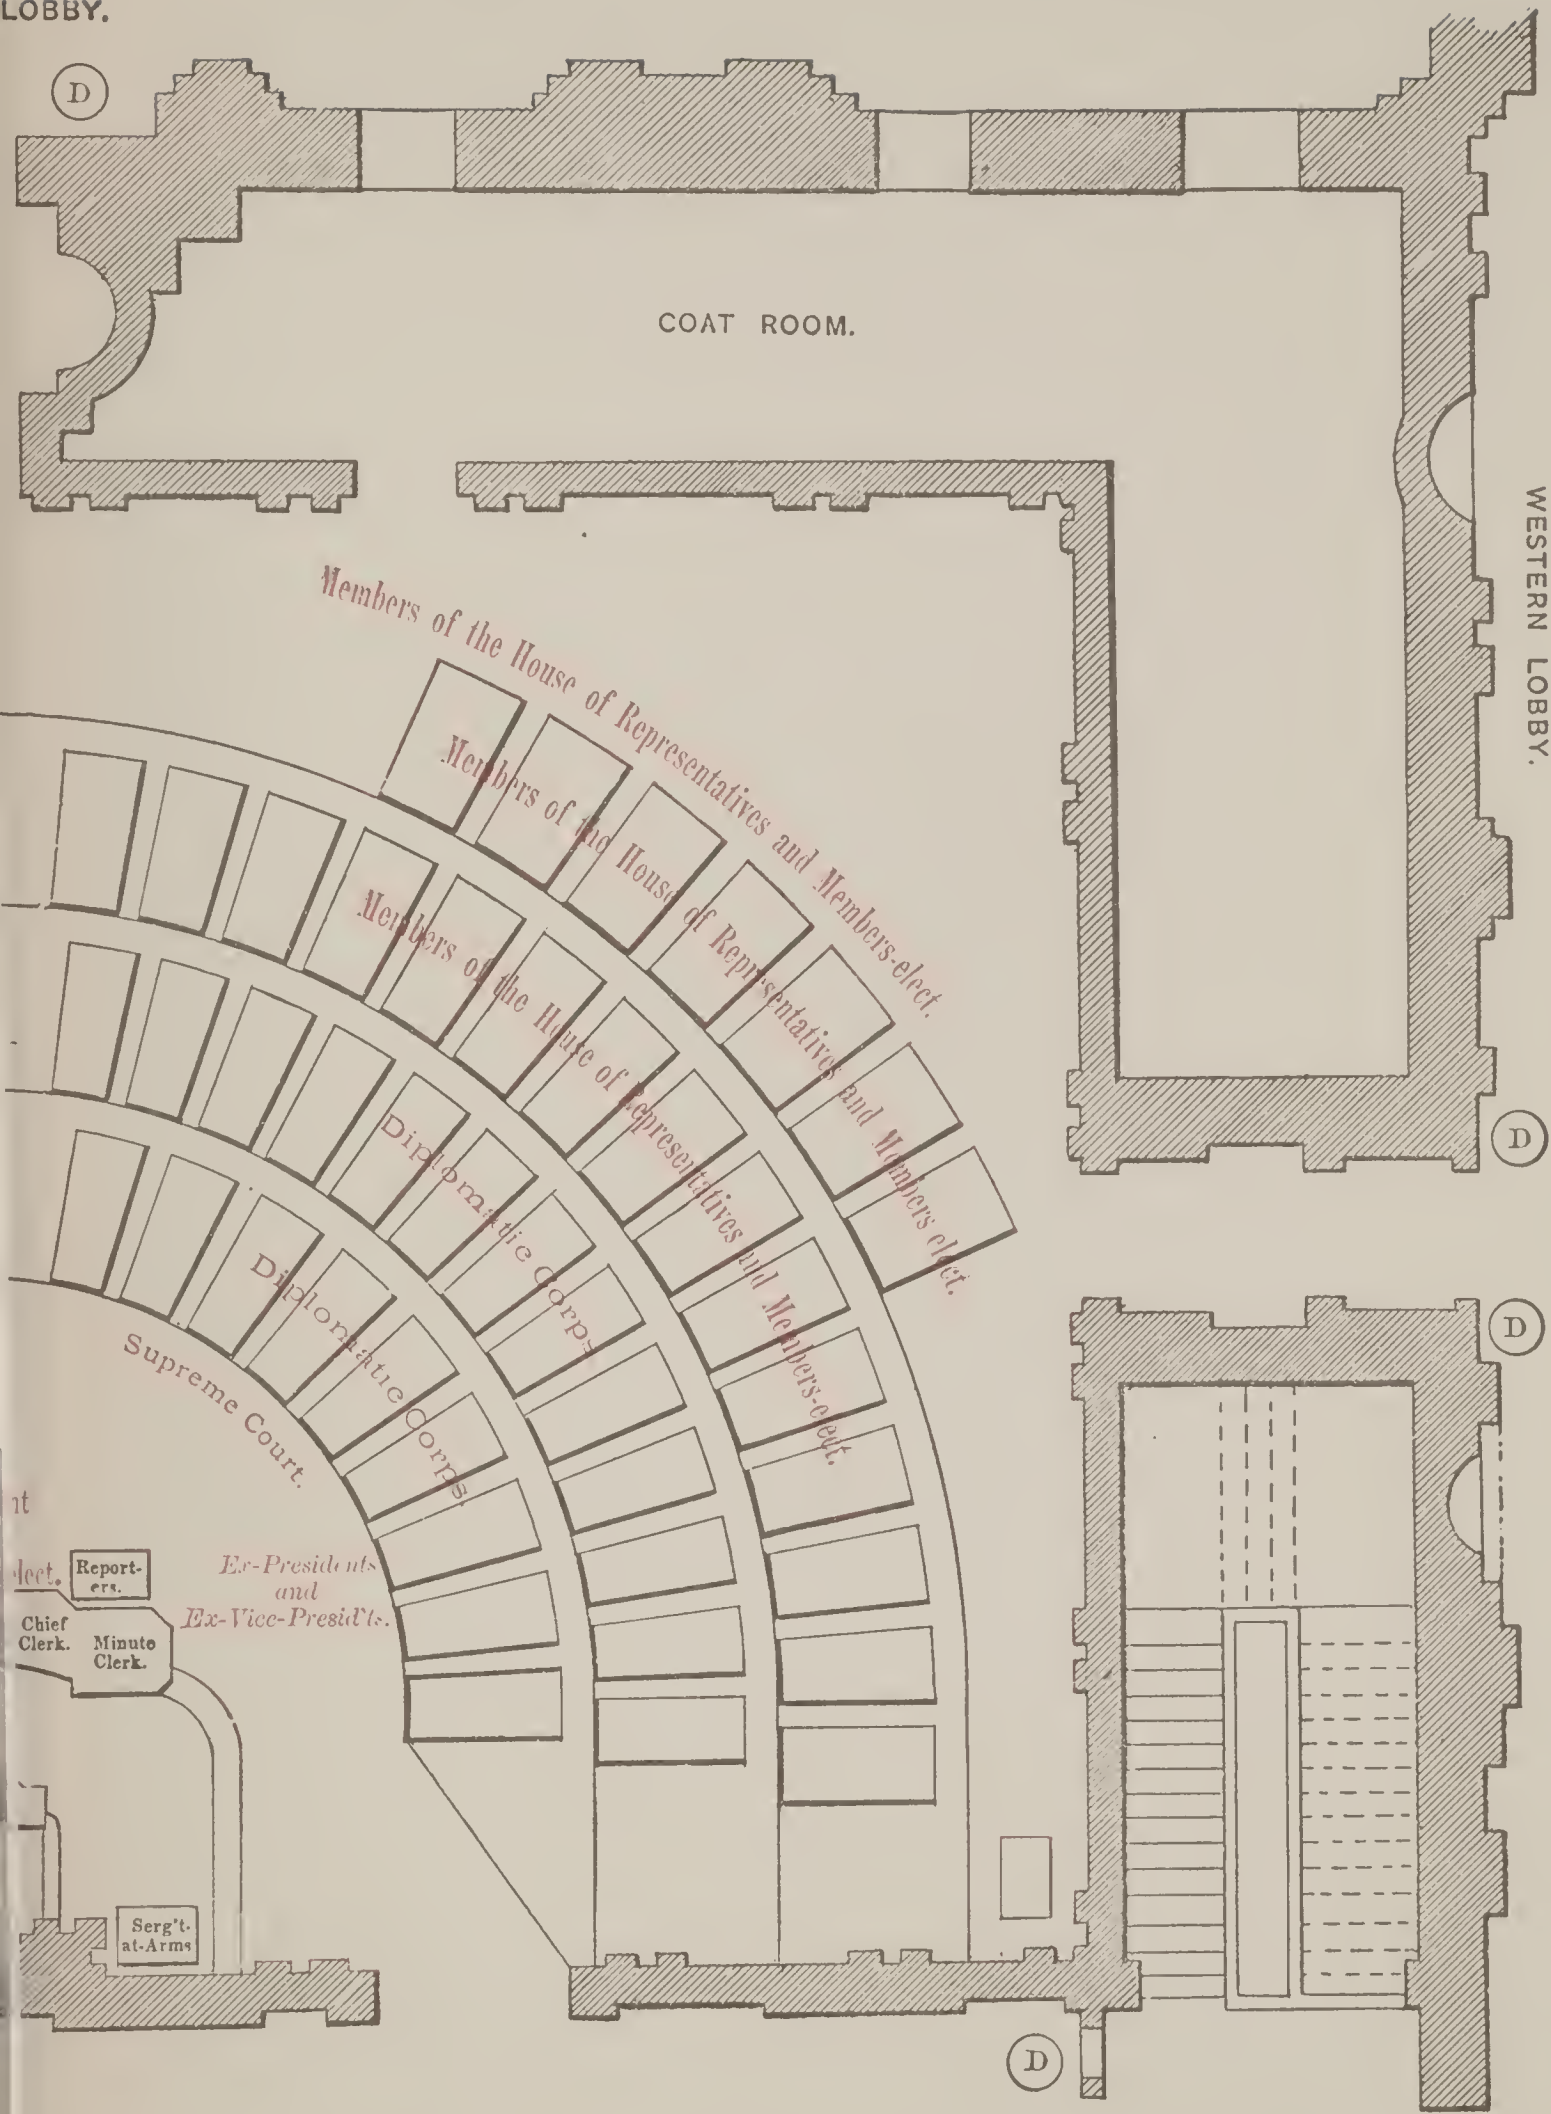 LOBBY.
D
COAT ROOM.
WESTERN LOBBY.
Members of the House of Representatives and Members-elect.
Members of the House of Representatives and Members elect.
Members of the House of Representatives and Members-elect.
Diplomatic Corps
Diplomatic Corps.
Supreme Court.
D
D
elect.
Report-
ers.
Ex-Presidents
and
Ex-Vice-Presid'ts.
Chief
Clerk.
Minute
Clerk.
Serg't-
at-Arms
D